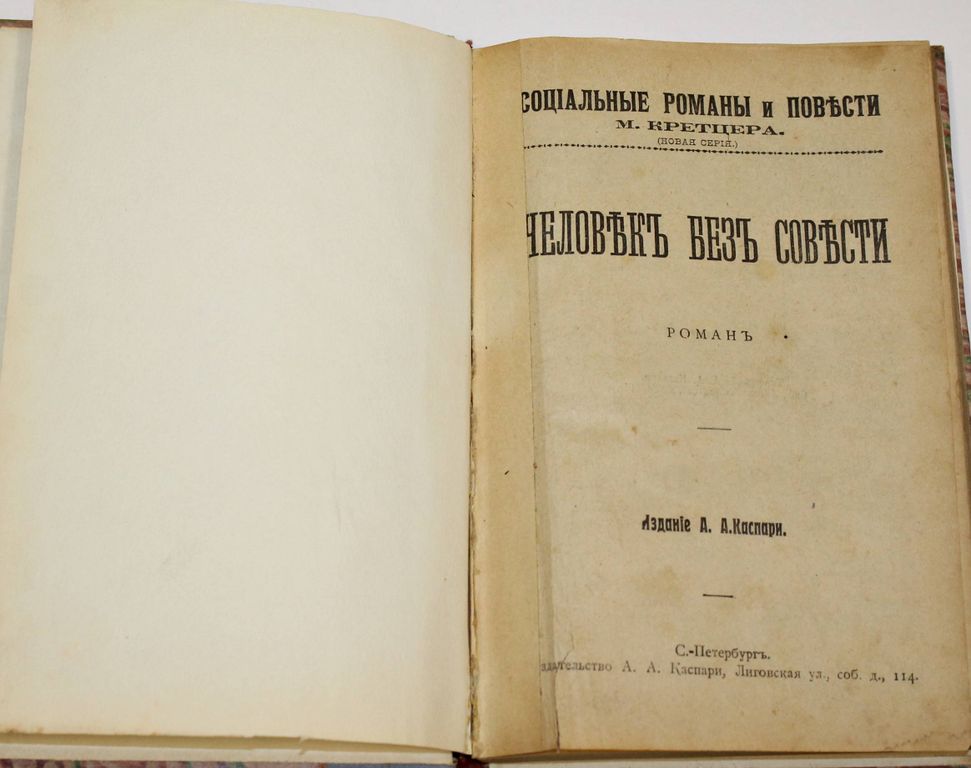 СОЦІАЛЬНЫЕ РОМАНЫ и ПОВѢСТИ
М. КРЕТЦЕРА.
(НОВАЯ СЕРІЯ.)
ЧЕЛОВѢКЪ БЕЗЪ СОВѢСТИ
РОМАНЪ
Изданіе А. А.Каспари.
С.-Петербургъ.
здательство А. А. Каспари, Лиговская ул., соб. д., 114.